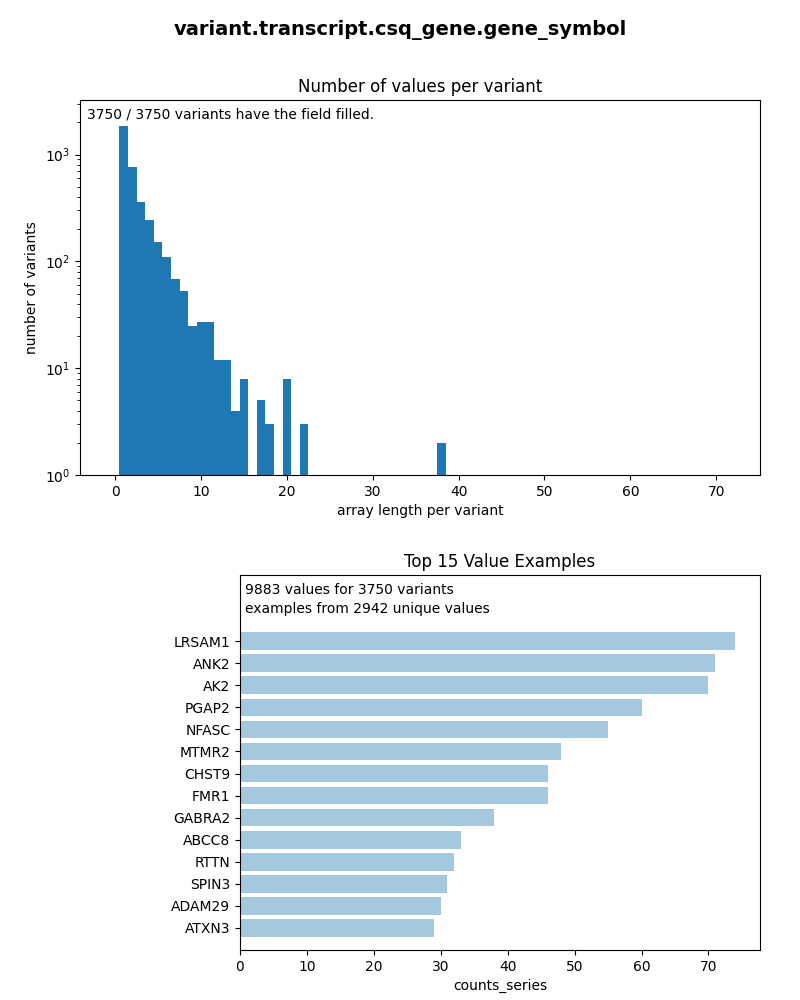 variant.transcript.csq_gene.gene_symbol
Number of values per variant
3750 / 3750 variants have the field filled.
number of variants
10³
10²
10¹
10⁰
0 10 20 30 40 50 60 70
array length per variant
Top 15 Value Examples
9883 values for 3750 variants
examples from 2942 unique values
LRSAM1
ANK2
AK2
PGAP2
NFASC
MTMR2
CHST9
FMR1
GABRA2
ABCC8
RTTN
SPIN3
ADAM29
ATXN3
0 10 20 30 40 50 60 70
counts_series